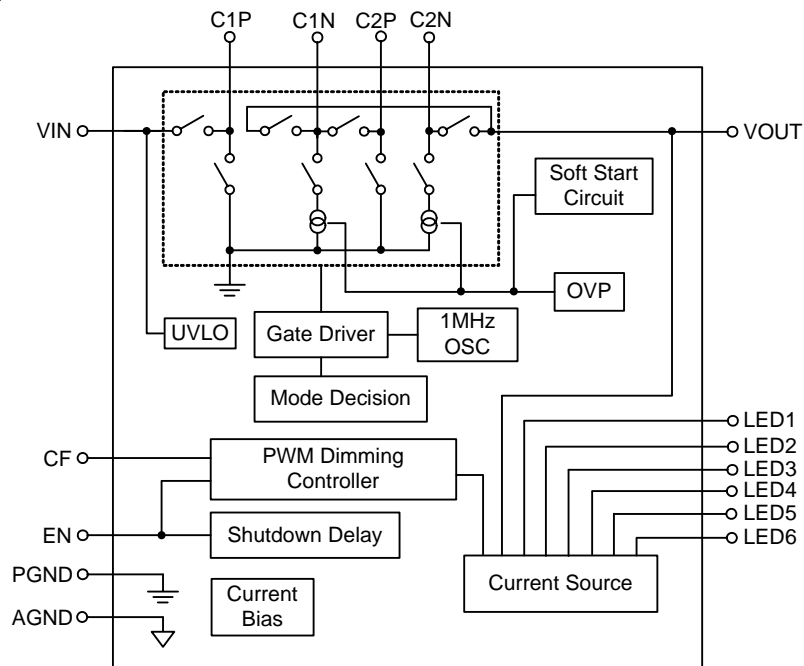 C1P C1N C2P C2N
VIN
VOUT
Soft Start
Circuit
OVP
UVLO
Gate Driver
1MHz
OSC
Mode Decision
LED1
LED2
LED3
LED4
LED5
LED6
CF
PWM Dimming
Controller
EN
Shutdown Delay
PGND
Current
Bias
Current Source
AGND